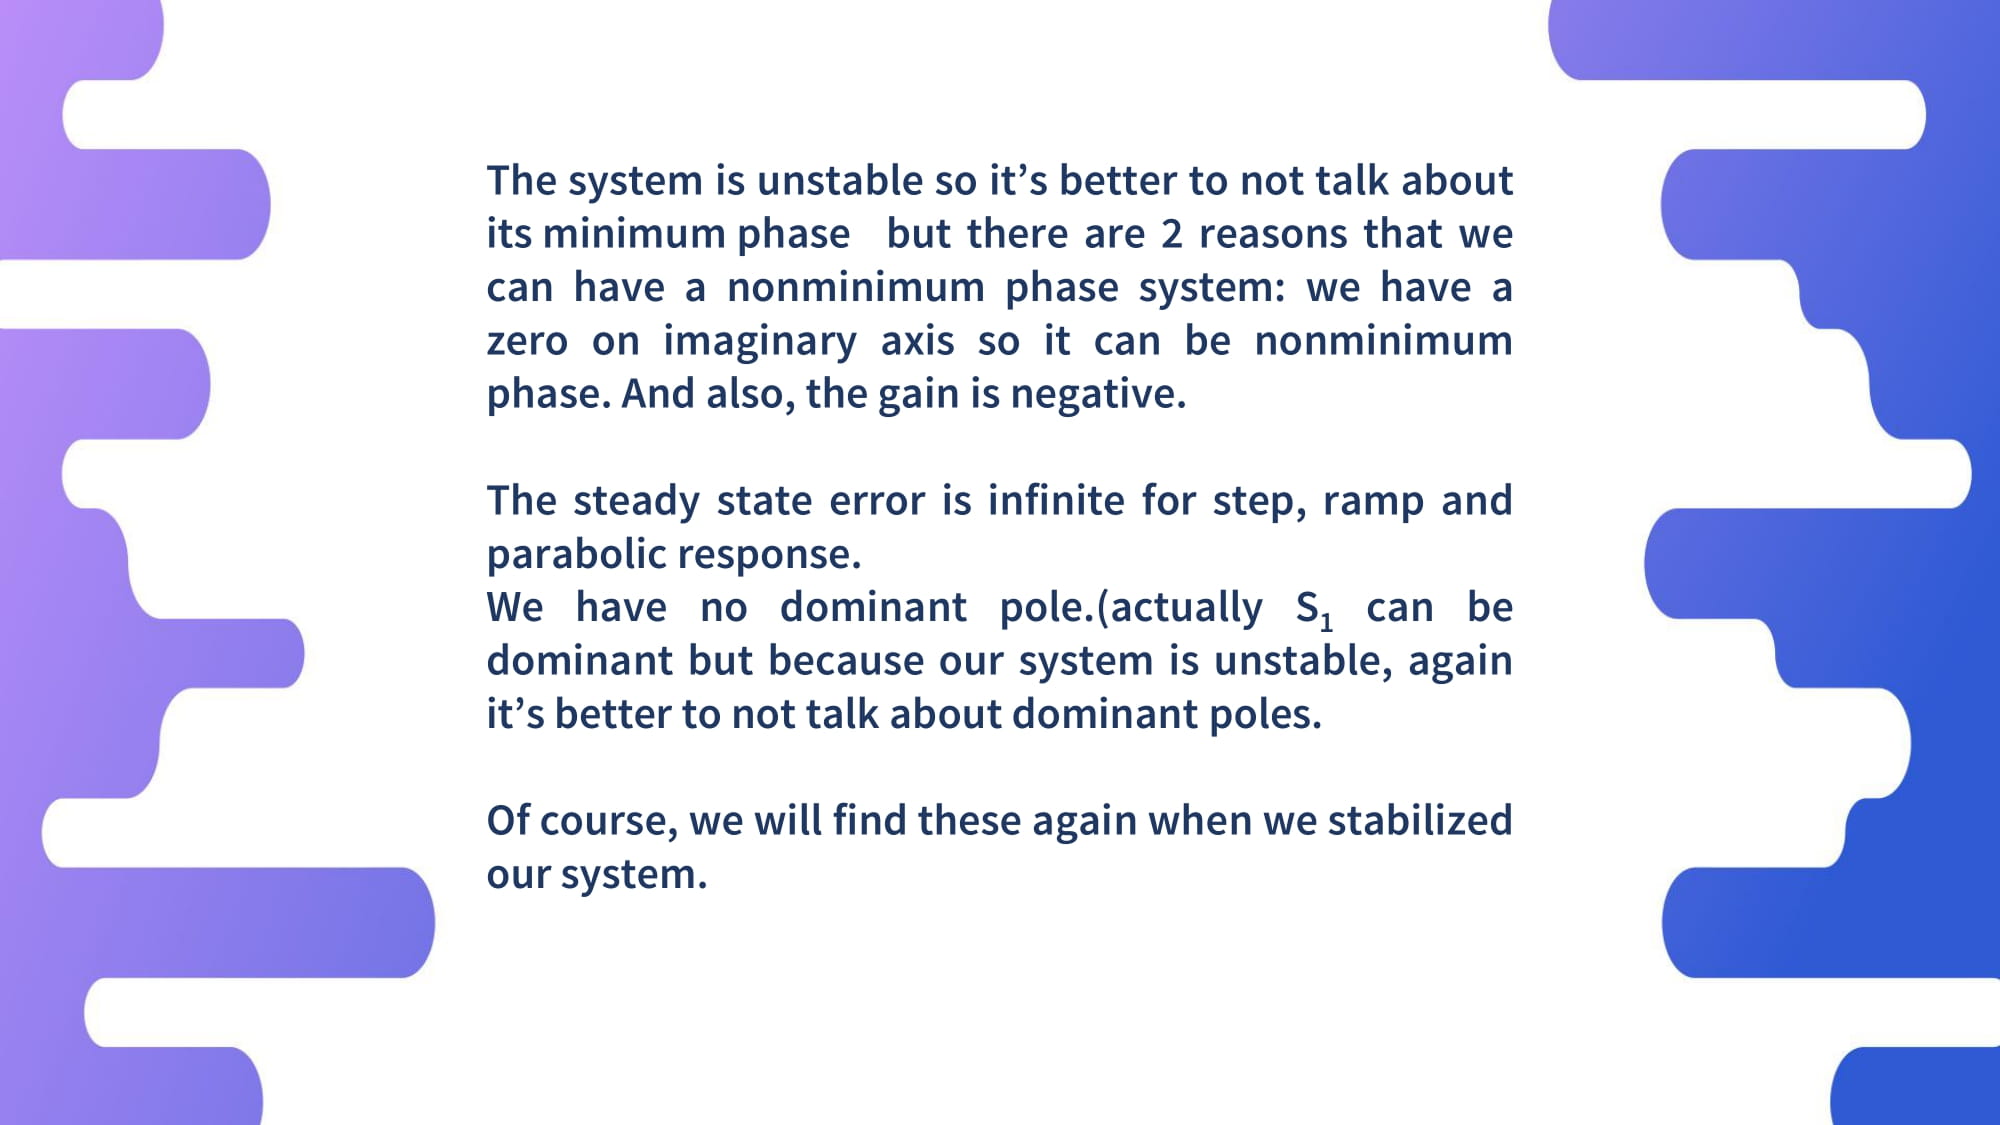 The system is unstable so it’s better to not talk about
its minimum phase but there are 2 reasons that we
can have a nonminimum phase system: we have a
zero on imaginary axis so it can be nonminimum
phase. And also, the gain is negative.
The steady state error is infinite for step, ramp and
parabolic response.
We have no dominant pole.(actually S₁ can be
dominant but because our system is unstable, again
it’s better to not talk about dominant poles.
Of course, we will find these again when we stabilized
our system.